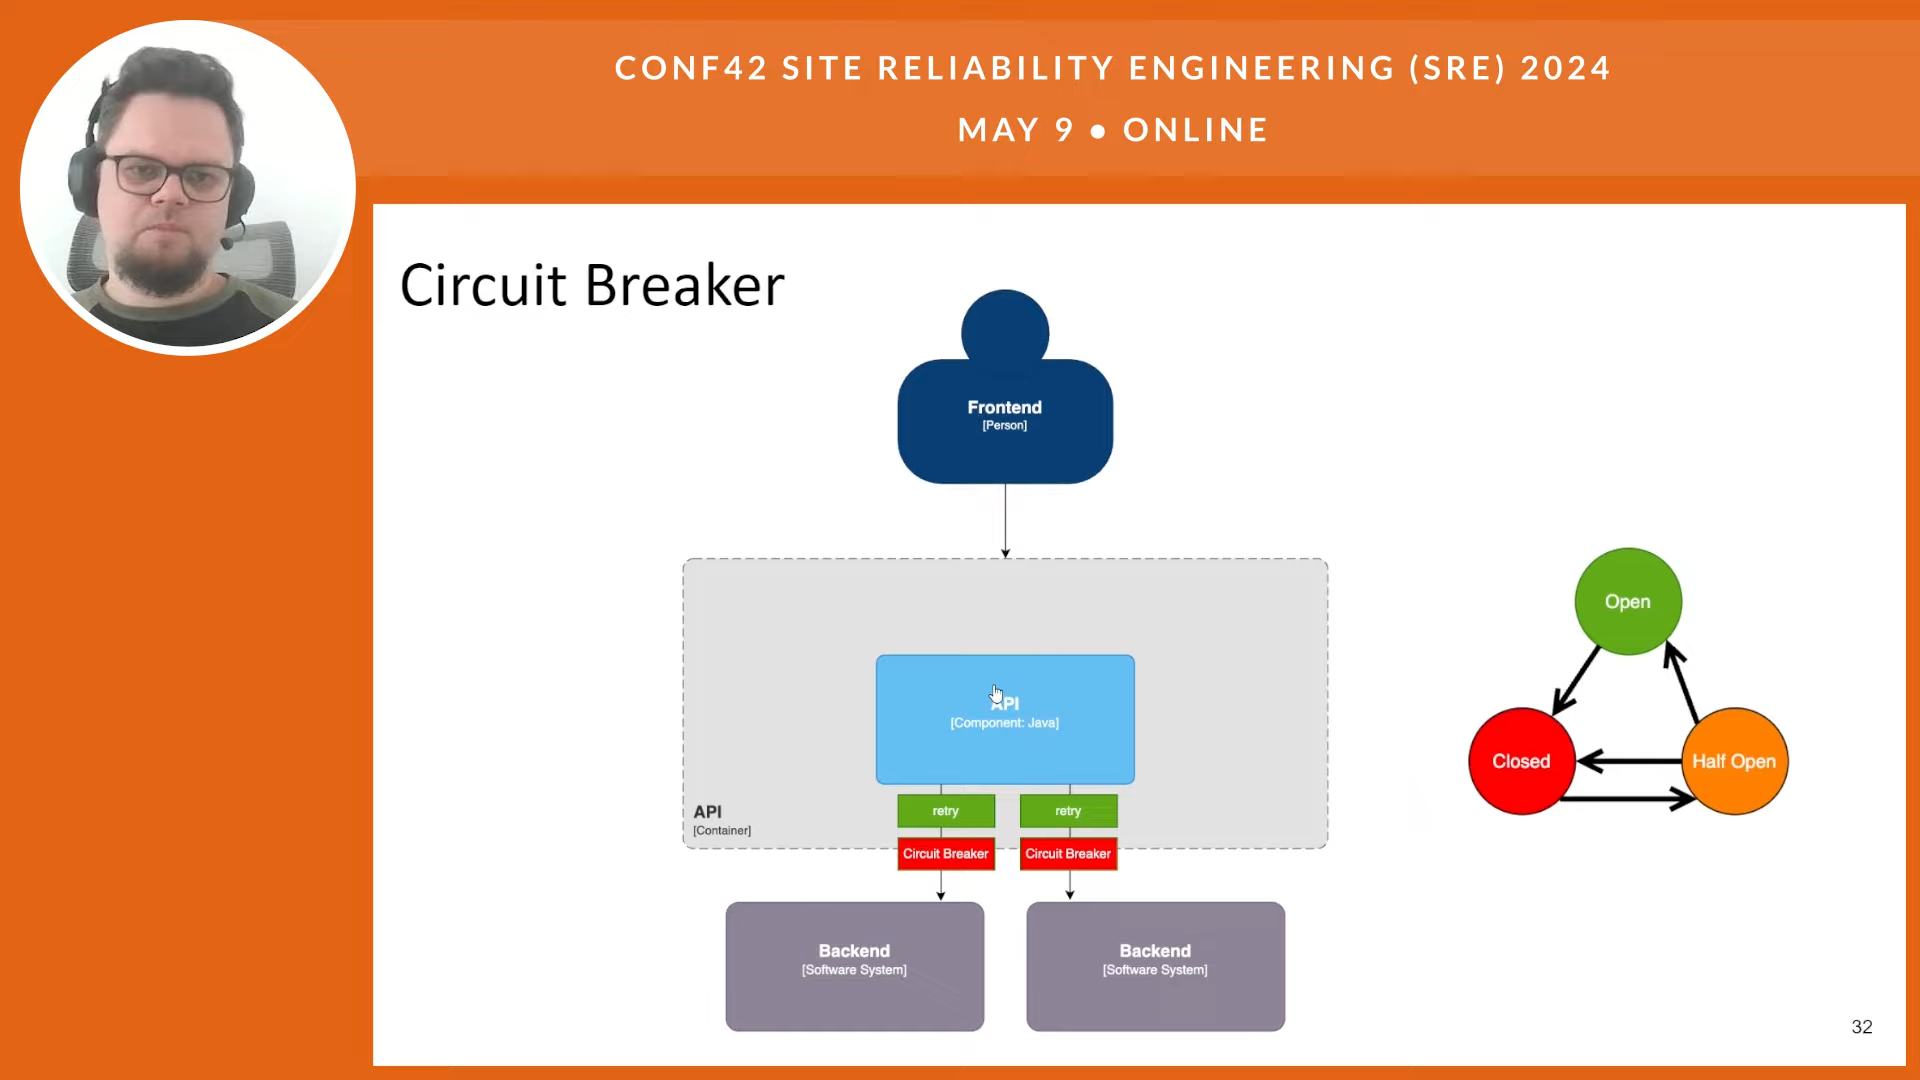 CONF42 SITE RELIABILITY ENGINEERING (SRE) 2024
MAY 9 ● ONLINE
Circuit Breaker
Frontend
[Person]
API
[Component: Java]
retry
retry
API
[Container]
Circuit Breaker
Circuit Breaker
Backend
[Software System]
Backend
[Software System]
Open
Closed
Half Open
32